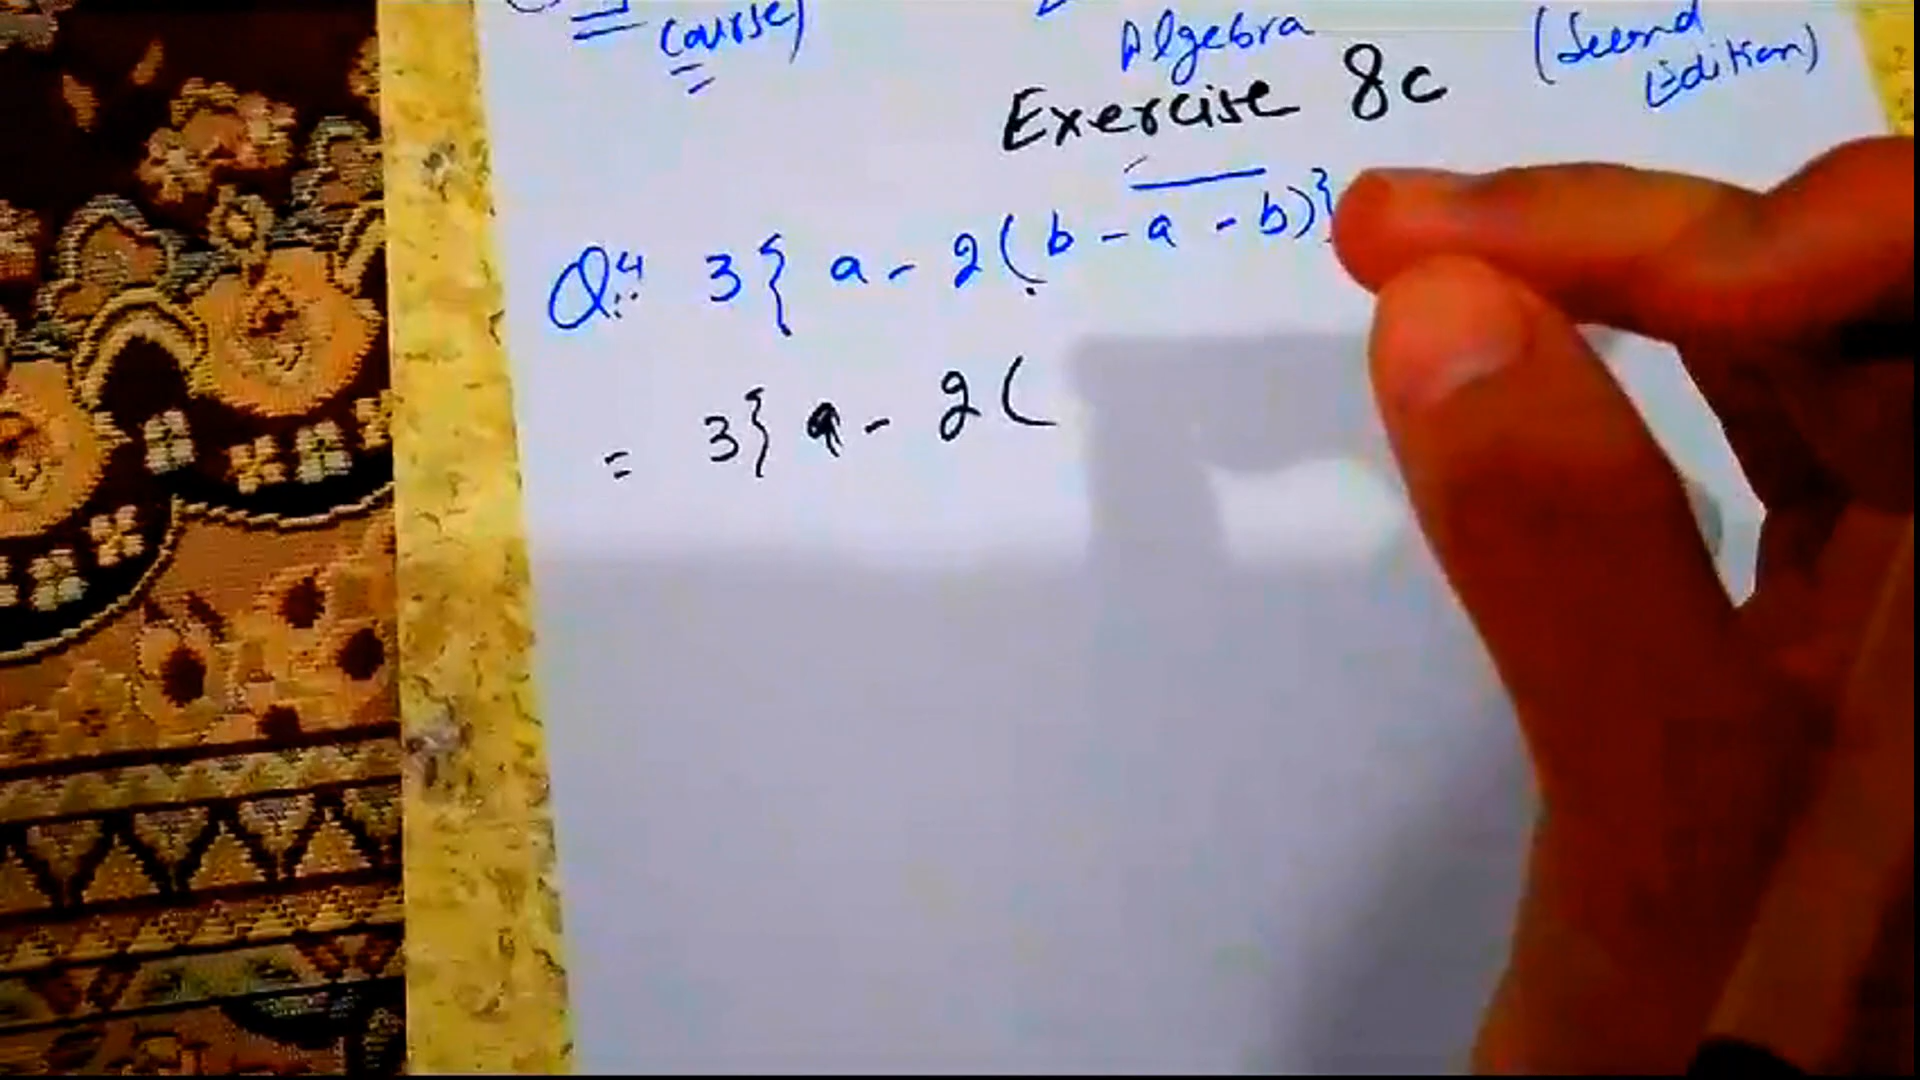 course)
Algebra
(Second
Edition)
Exercise 8c
Q4 3{ a - 2(b - a - b)}
= 3{ a - 2(